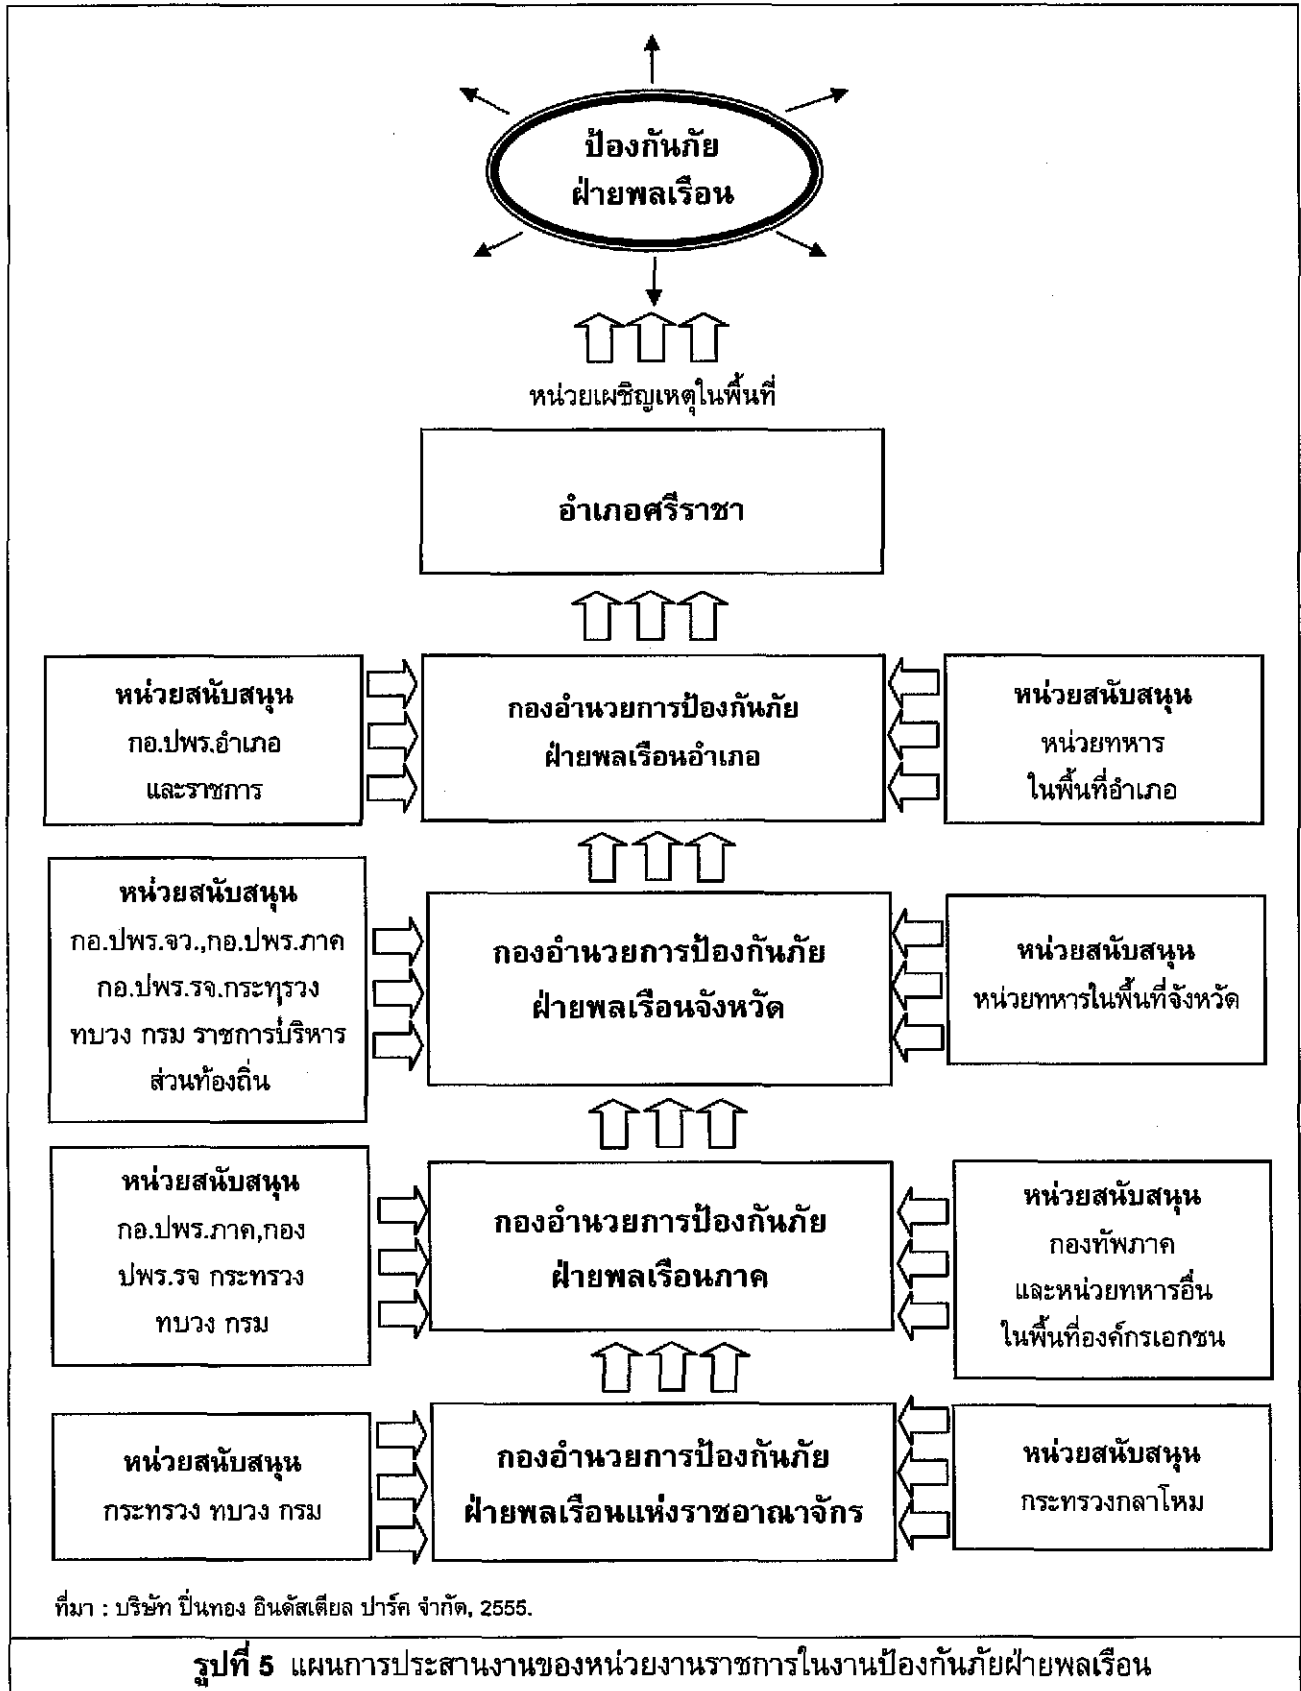 ป้องกันภัย
ฝ่ายพลเรือน
หน่วยเผชิญเหตุในพื้นที่
อำเภอศรีราชา
หน่วยสนับสนุน
กอ.ปพร.อำเภอ
และราชการ
กองอำนวยการป้องกันภัย
ฝ่ายพลเรือนอำเภอ
หน่วยสนับสนุน
หน่วยทหาร
ในพื้นที่อำเภอ
หน่วยสนับสนุน
กอ.ปพร.จว.,กอ.ปพร.ภาค
กอ.ปพร.รจ.กระทรวง
ทบวง กรม ราชการบริหาร
ส่วนท้องถิ่น
กองอำนวยการป้องกันภัย
ฝ่ายพลเรือนจังหวัด
หน่วยสนับสนุน
หน่วยทหารในพื้นที่จังหวัด
หน่วยสนับสนุน
กอ.ปพร.ภาค,กอง
ปพร.รจ กระทรวง
ทบวง กรม
กองอำนวยการป้องกันภัย
ฝ่ายพลเรือนภาค
หน่วยสนับสนุน
กองทัพภาค
และหน่วยทหารอื่น
ในพื้นที่องค์กรเอกชน
หน่วยสนับสนุน
กระทรวง ทบวง กรม
กองอำนวยการป้องกันภัย
ฝ่ายพลเรือนแห่งราชอาณาจักร
หน่วยสนับสนุน
กระทรวงกลาโหม
ที่มา : บริษัท ปิ่นทอง อินดัสเตียล ปาร์ค จำกัด, 2555.
รูปที่ 5 แผนการประสานงานของหน่วยงานราชการในงานป้องกันภัยฝ่ายพลเรือน